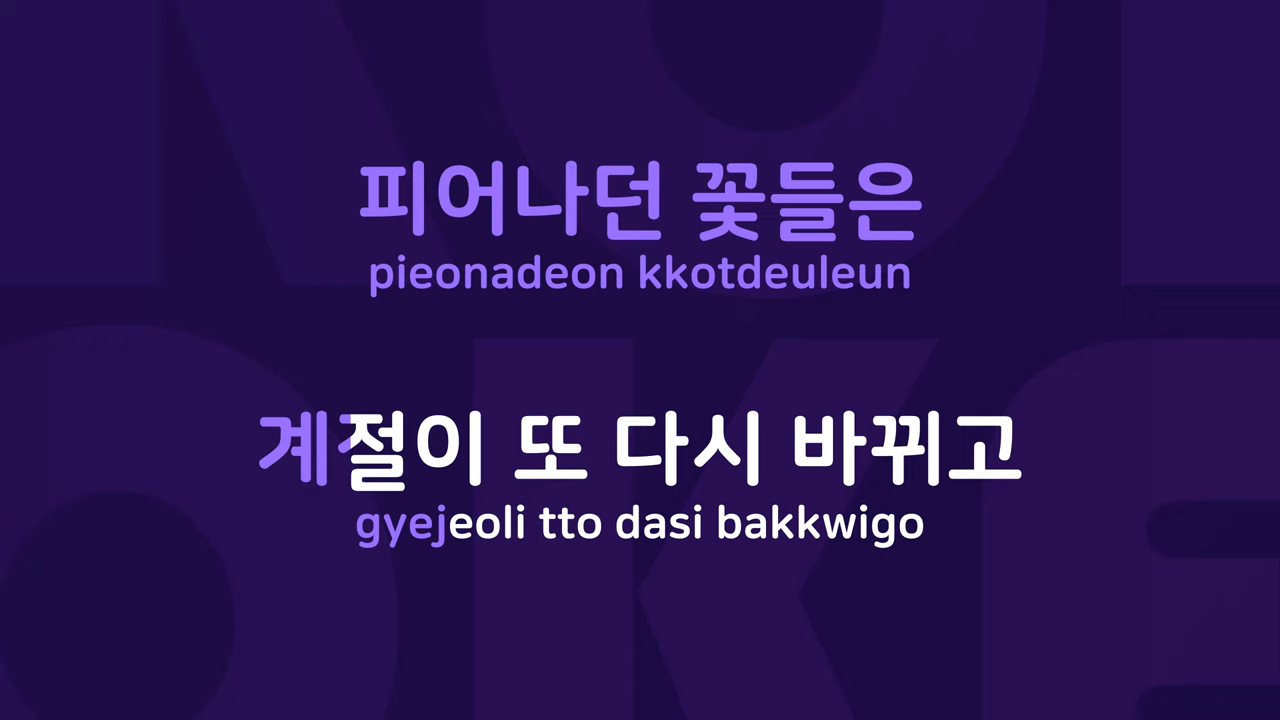 피어나던 꽃들은
pieonadeon kkotdeuleun
계절이 또 다시 바뀌고
gyejeoli tto dasi bakkwigo